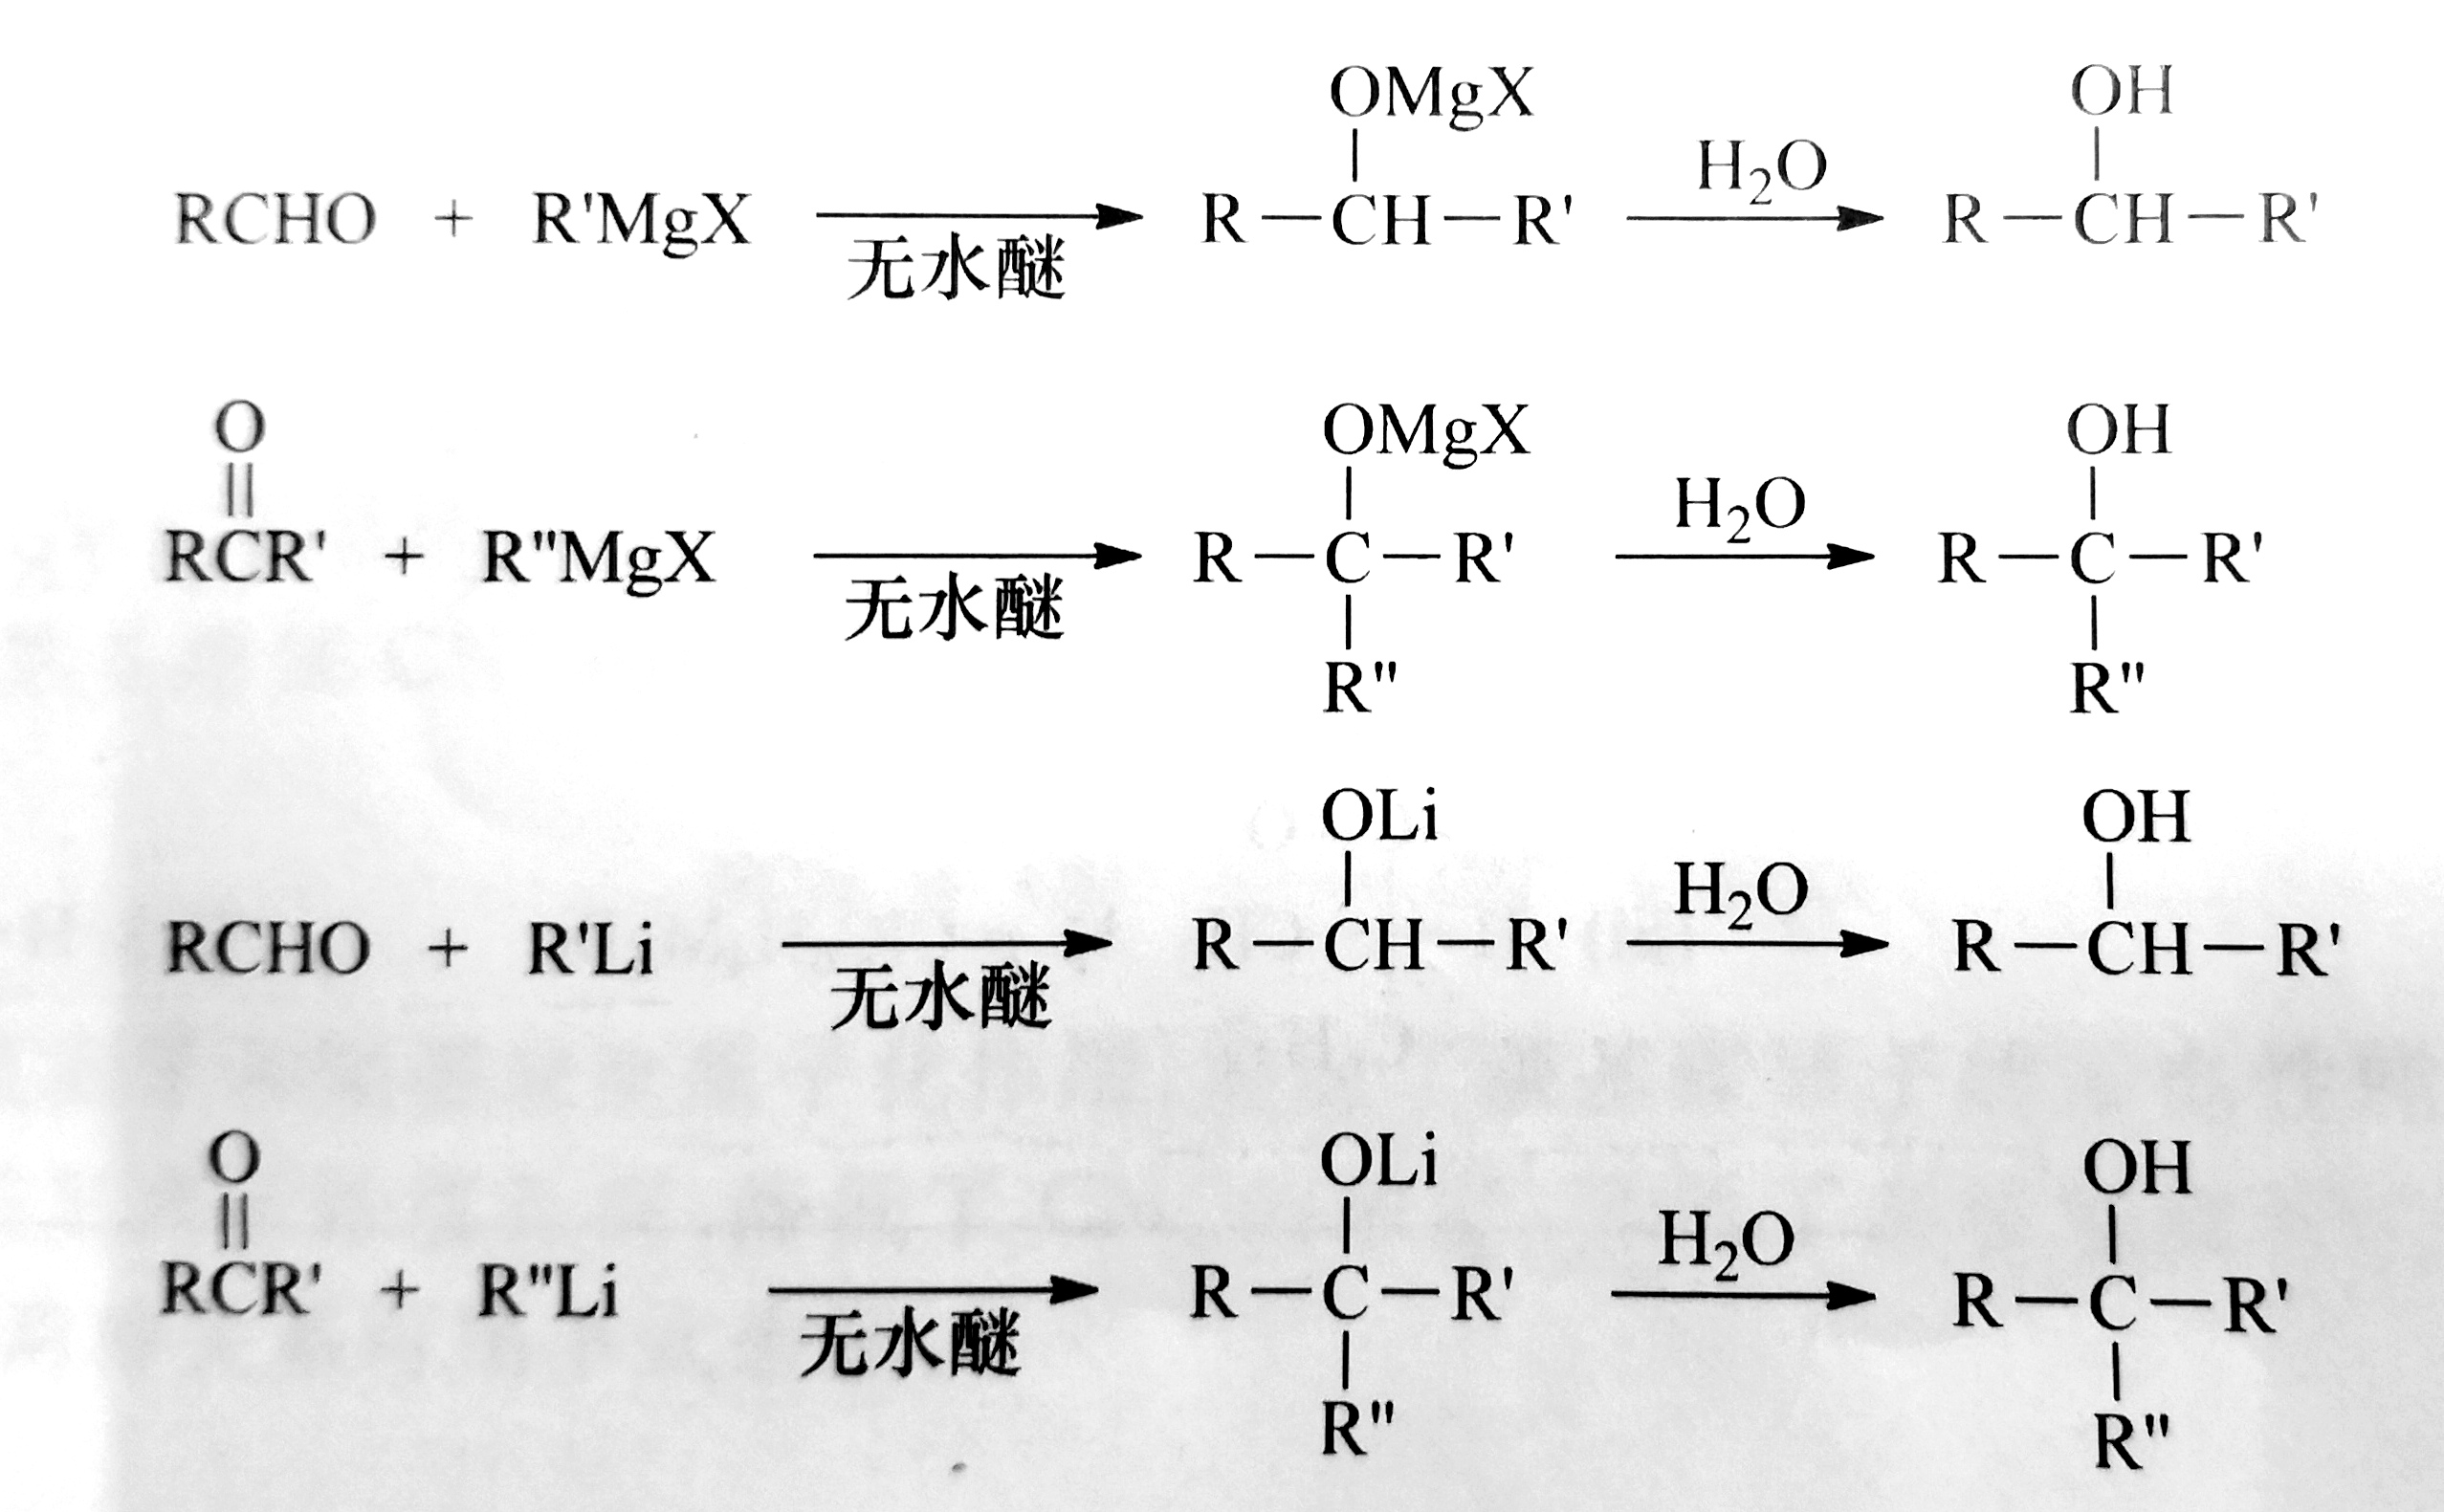 OMgX OH
H₂O
RCHO + R'MgX R—CH—R' R—CH—R'
无水醚
O OMgX OH
H₂O
RCR' + R"MgX R—C—R' R—C—R'
无水醚
R" R"
OLi OH
H₂O
RCHO + R'Li R—CH—R' R—CH—R'
无水醚
O OLi OH
H₂O
RCR' + R"Li R—C—R' R—C—R'
无水醚
R" R"